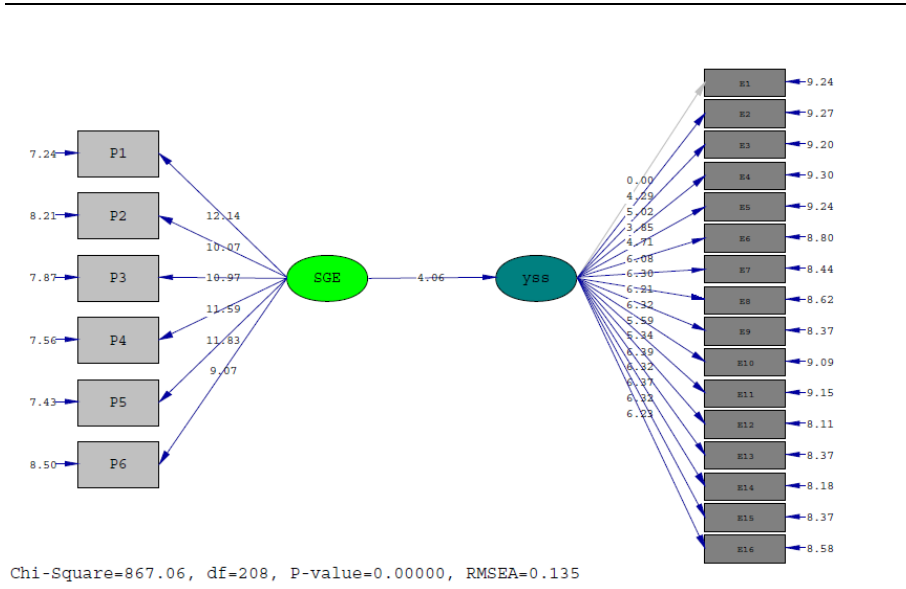 E1
9.24
E2
9.27
E3
9.20
E4
9.30
E5
9.24
E6
8.80
E7
8.44
E8
8.62
E9
8.37
E10
9.09
E11
9.15
E12
8.11
E13
8.37
E14
8.18
E15
8.37
E16
8.58
7.24
P1
8.21
P2
7.87
P3
7.56
P4
7.43
P5
8.50
P6
12.14
10.07
10.97
11.59
11.83
9.07
SGE
4.06
yss
0.00
4.29
5.02
3.85
4.71
6.08
6.30
6.21
6.32
5.59
5.34
6.39
6.32
6.37
6.32
6.23
Chi-Square=867.06, df=208, P-value=0.00000, RMSEA=0.135